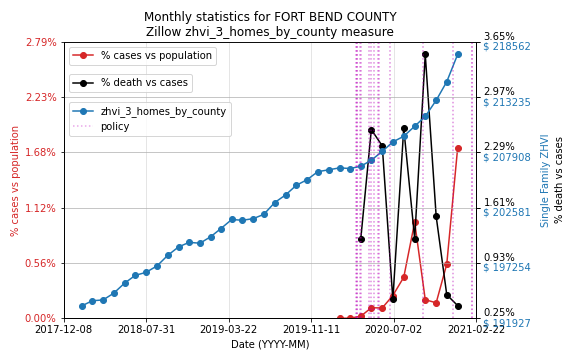 Monthly statistics for FORT BEND COUNTY
Zillow zhvi_3_homes_by_county measure
2.79%
2.23%
1.68%
1.12%
0.56%
0.00%
% cases vs population
% cases vs population
% death vs cases
zhvi_3_homes_by_county
policy
3.65%
$ 218562
2.97%
$ 213235
2.29%
$ 207908
1.61%
$ 202581
0.93%
$ 197254
0.25%
$ 191927
Single Family ZHVI
% death vs cases
2017-12-08
2018-07-31
2019-03-22
2019-11-11
2020-07-02
2021-02-22
Date (YYYY-MM)